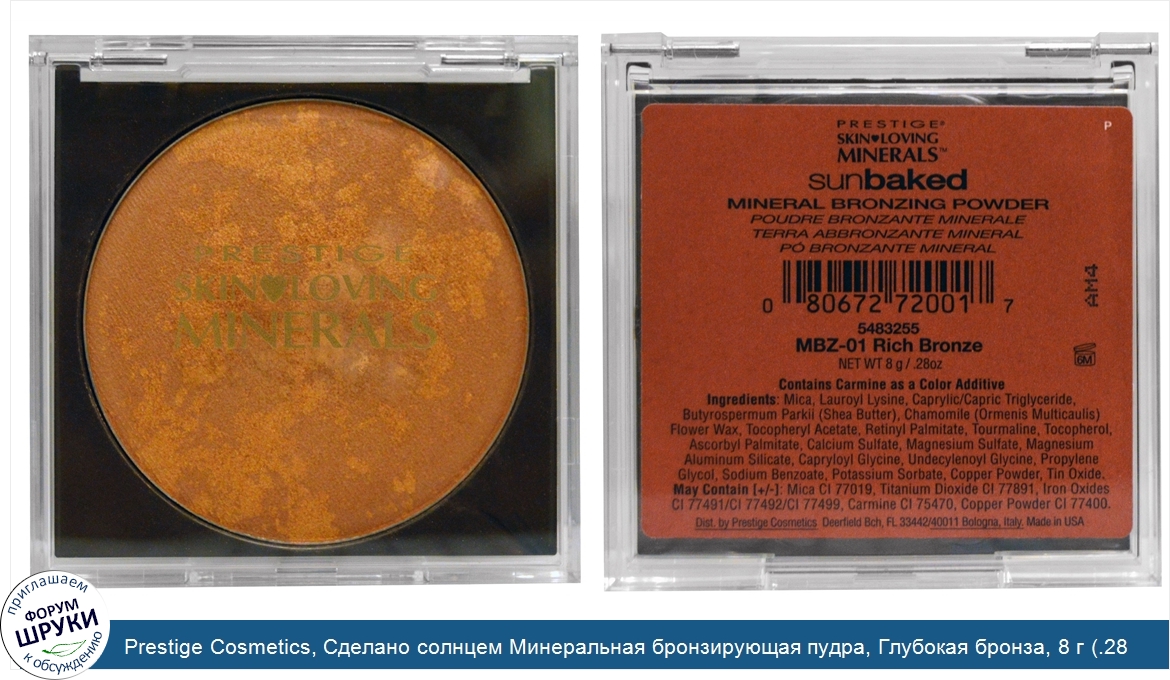 PRESTIGE
SKIN♥LOVING
MINERALS
PRESTIGE®
SKIN♥LOVING
MINERALS™
sunbaked
MINERAL BRONZING POWDER
POUDRE BRONZANTE MINERALE
TERRA ABBRONZANTE MINERAL
PÓ BRONZANTE MINERAL
P
0 80672 72001 7
AM4
5483255
MBZ-01 Rich Bronze
NET WT 8 g / .28oz
6M
Contains Carmine as a Color Additive
Ingredients: Mica, Lauroyl Lysine, Caprylic/Capric Triglyceride,
Butyrospermum Parkii (Shea Butter), Chamomile (Ormenis Multicaulis)
Flower Wax, Tocopheryl Acetate, Retinyl Palmitate, Tourmaline, Tocopherol,
Ascorbyl Palmitate, Calcium Sulfate, Magnesium Sulfate, Magnesium
Aluminum Silicate, Capryloyl Glycine, Undecylenoyl Glycine, Propylene
Glycol, Sodium Benzoate, Potassium Sorbate, Copper Powder, Tin Oxide.
May Contain [+/-]: Mica CI 77019, Titanium Dioxide CI 77891, Iron Oxides
CI 77491/CI 77492/CI 77499, Carmine CI 75470, Copper Powder CI 77400.
Dist. by Prestige Cosmetics Deerfield Bch, FL 33442/40011 Bologna, Italy. Made in USA
приглашаем
ФОРУМ
ШРУКИ
к обсуждению
Prestige Cosmetics, Сделано солнцем Минеральная бронзирующая пудра, Глубокая бронза, 8 г (.28